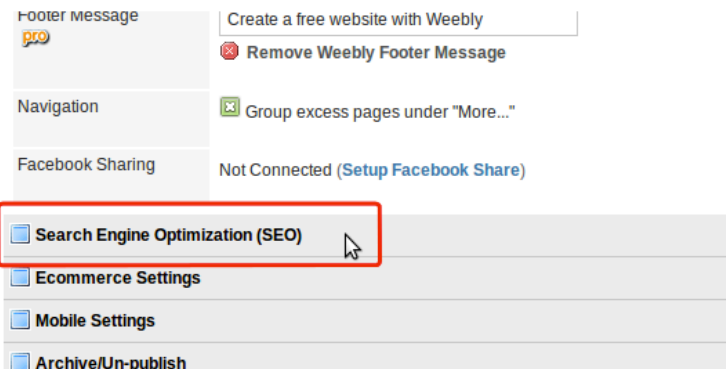 Footer Message
Create a free website with Weebly
pro
Remove Weebly Footer Message
Navigation
Group excess pages under "More..."
Facebook Sharing
Not Connected (Setup Facebook Share)
Search Engine Optimization (SEO)
Ecommerce Settings
Mobile Settings
Archive/Un-publish